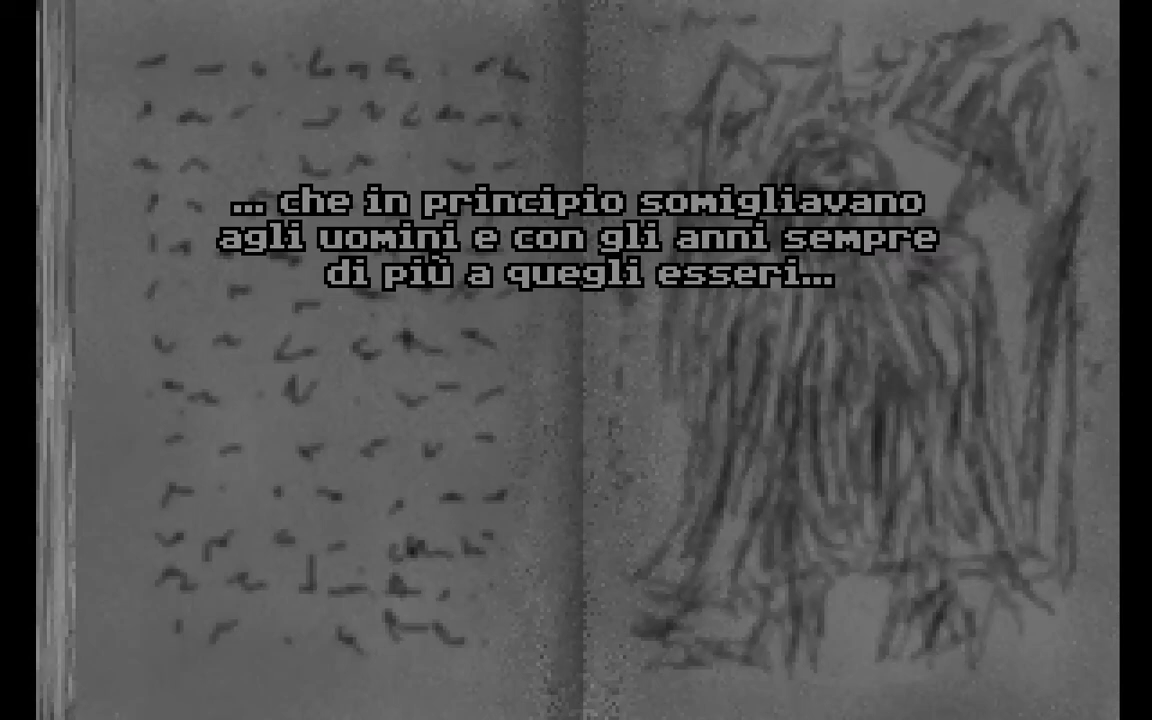 ... che in principio somigliavano
agli uomini e con gli anni sempre
di più a quegli esseri...